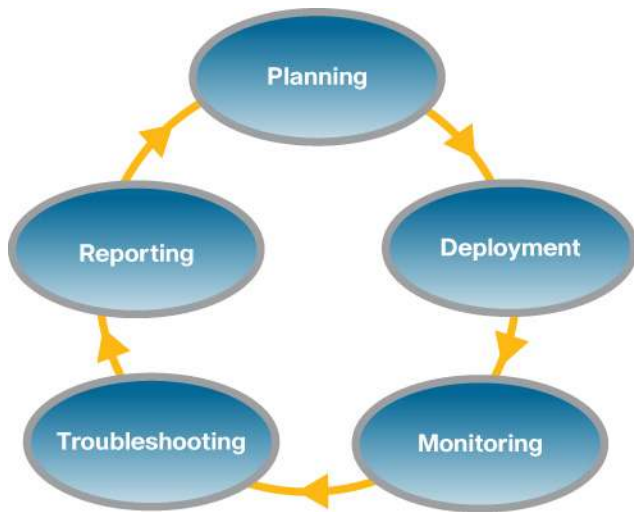 Planning
Deployment
Monitoring
Troubleshooting
Reporting